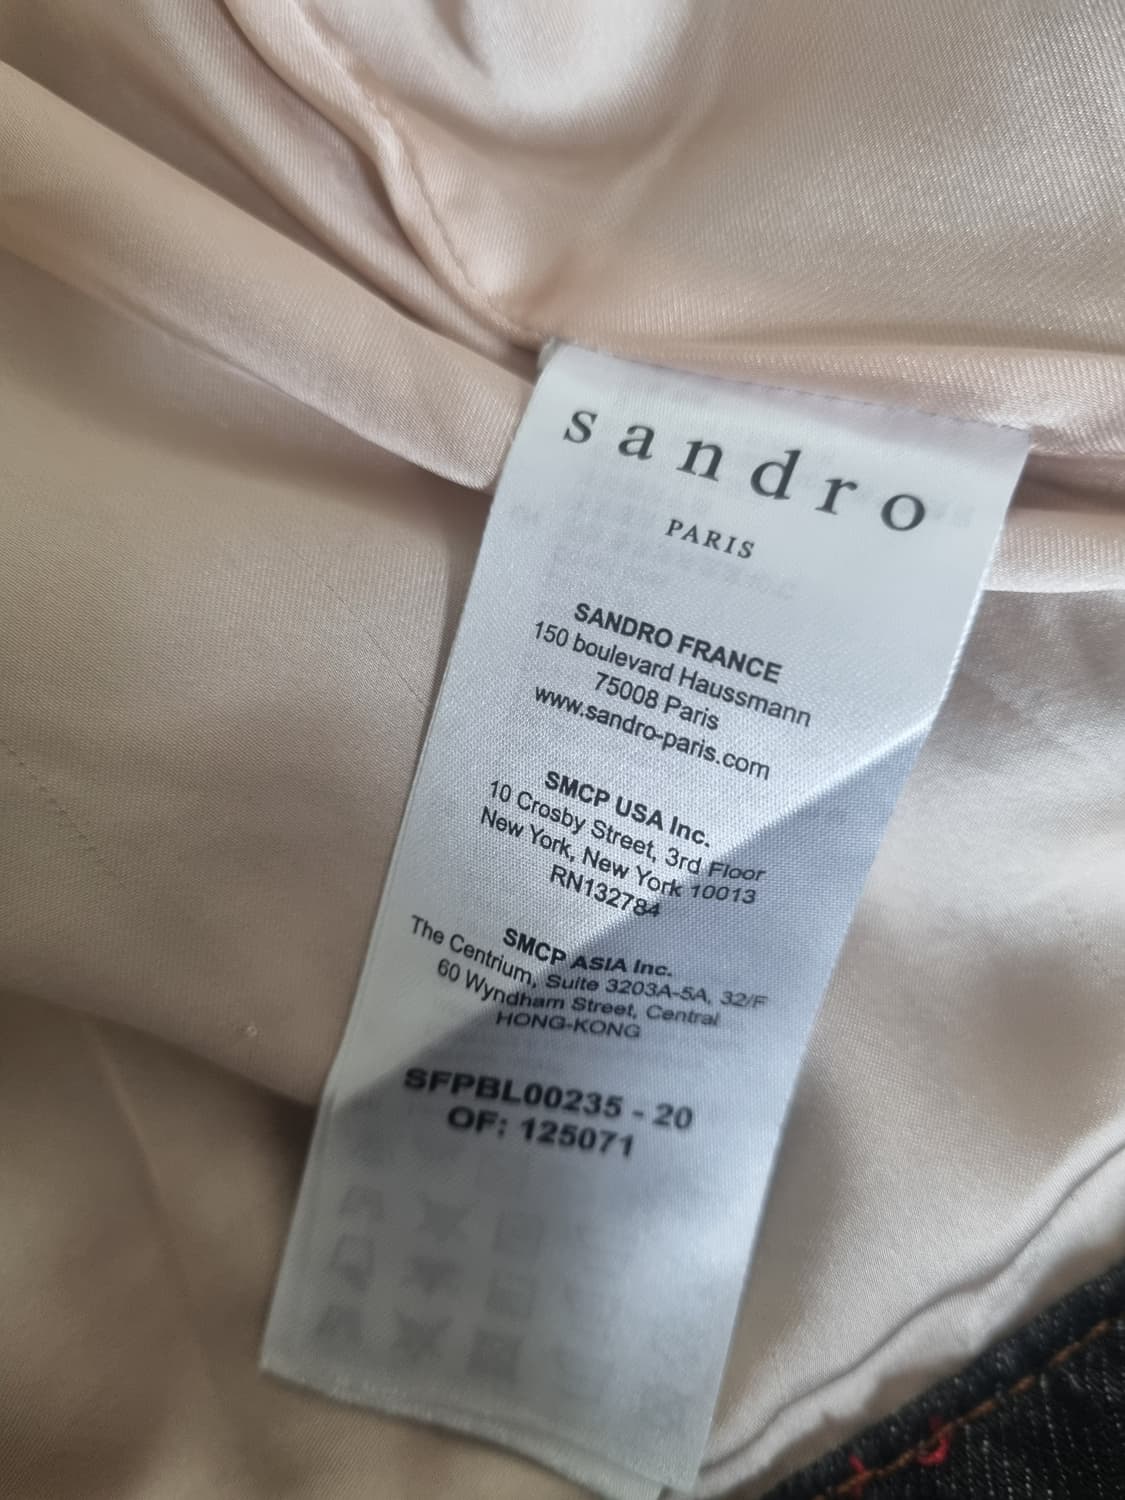 sandro
PARIS
SANDRO FRANCE
150 boulevard Haussmann
75008 Paris
www.sandro-paris.com
SMCP USA Inc.
10 Crosby Street, 3rd Floor
New York, New York 10013
RN132784
SMCP ASIA Inc.
The Centrium, Suite 3203A-5A, 32/F
60 Wyndham Street, Central
HONG-KONG
SFPBL00235 - 20
OF: 125071